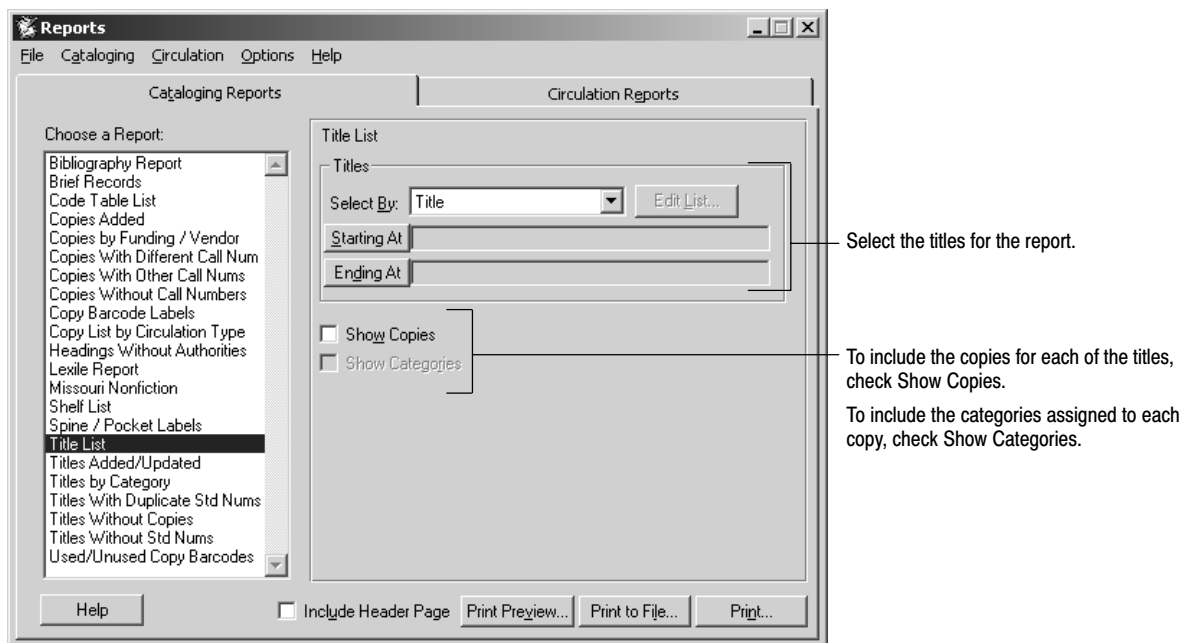 Reports
File Cataloging Circulation Options Help
Cataloging Reports
Circulation Reports
Choose a Report:
Bibliography Report
Brief Records
Code Table List
Copies Added
Copies by Funding / Vendor
Copies With Different Call Num
Copies With Other Call Nums
Copies Without Call Numbers
Copy Barcode Labels
Copy List by Circulation Type
Headings Without Authorities
Lexile Report
Missouri Nonfiction
Shelf List
Spine / Pocket Labels
Title List
Titles Added/Updated
Titles by Category
Titles With Duplicate Std Nums
Titles Without Copies
Titles Without Std Nums
Used/Unused Copy Barcodes
Title List
Titles
Select By: Title Edit List...
Starting At
Ending At
Show Copies
Show Categories
Select the titles for the report.
To include the copies for each of the titles,
check Show Copies.
To include the categories assigned to each
copy, check Show Categories.
Help Include Header Page Print Preview... Print to File... Print...